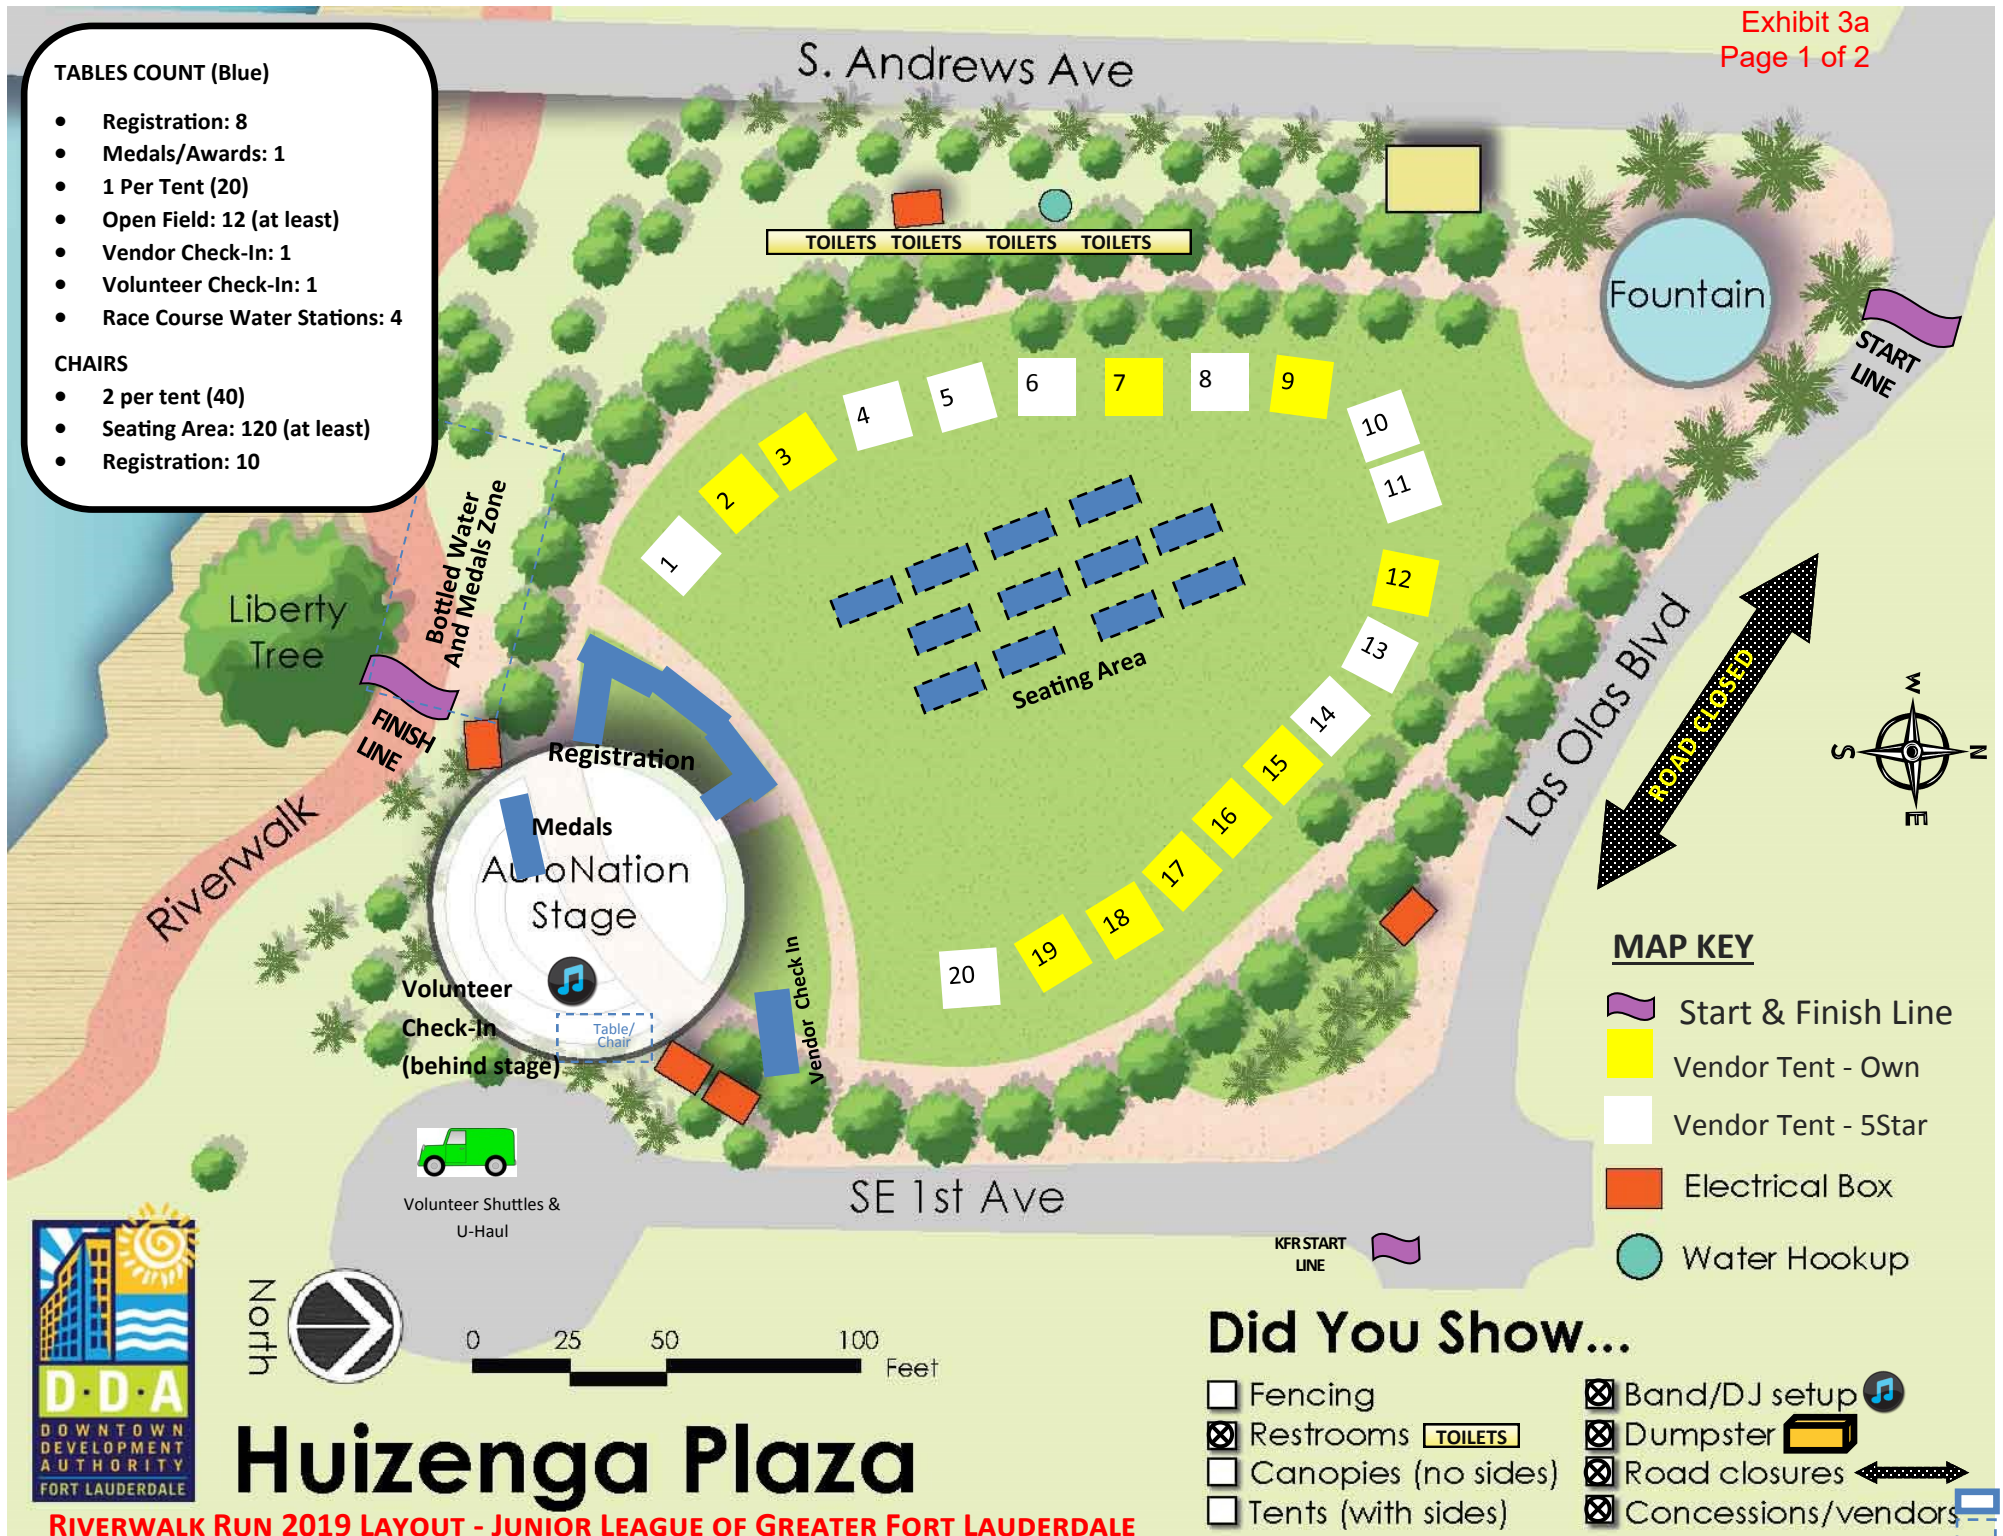 Exhibit 3a
Page 1 of 2
TABLES COUNT (Blue)
• Registration: 8
• Medals/Awards: 1
• 1 Per Tent (20)
• Open Field: 12 (at least)
• Vendor Check-In: 1
• Volunteer Check-In: 1
• Race Course Water Stations: 4
CHAIRS
• 2 per tent (40)
• Seating Area: 120 (at least)
• Registration: 10
S. Andrews Ave
TOILETS TOILETS TOILETS TOILETS
Fountain
START
LINE
1
2
3
4
5
6
7
8
9
10
11
12
13
14
15
16
17
18
19
20
Seating Area
Bottled Water
And Medals Zone
Liberty
Tree
FINISH
LINE
Registration
Medals
AutoNation
Stage
Riverwalk
Volunteer
Check-In
(behind stage)
Table/
Chair
Vendor Check In
Las Olas Blvd
ROAD CLOSED
W
N
S
E
Volunteer Shuttles &
U-Haul
SE 1st Ave
KFR START
LINE
MAP KEY
Start & Finish Line
Vendor Tent - Own
Vendor Tent - 5Star
Electrical Box
Water Hookup
North
0 25 50 100
Feet
D·D·A
DOWNTOWN
DEVELOPMENT
AUTHORITY
FORT LAUDERDALE
Huizenga Plaza
Did You Show...
Fencing
Restrooms TOILETS
Canopies (no sides)
Tents (with sides)
Band/DJ setup
Dumpster
Road closures
Concessions/vendors
RIVERWALK RUN 2019 LAYOUT - JUNIOR LEAGUE OF GREATER FORT LAUDERDALE